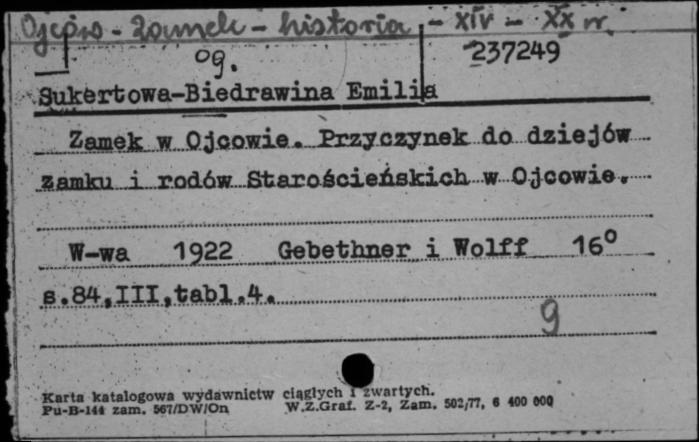 Ojców - Zamek - historia - XIV - XX w.
og. 237249
Sukertowa-Biedrawina Emilia
Zamek w Ojcowie. Przyczynek do dziejów
zamku i rodów Starościeńskich w Ojcowie.
W-wa 1922 Gebethner i Wolff 16⁰
s.84,III,tabl.4.
9
Karta katalogowa wydawnictw ciągłych i zwartych.
Pu-B-144 zam. 567/DW/On W.Z.Graf. Z-2, Zam. 502/77, 6 400 000